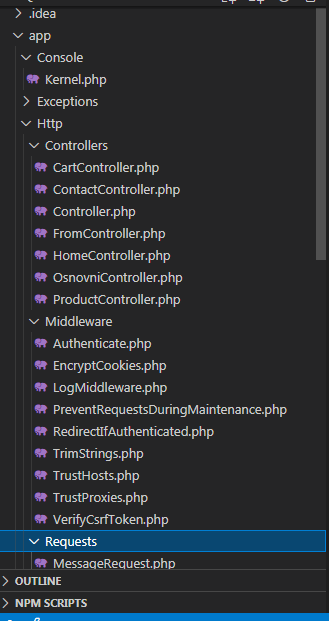 .idea
app
Console
Kernel.php
Exceptions
Http
Controllers
CartController.php
ContactController.php
Controller.php
FromController.php
HomeController.php
OsnovniController.php
ProductController.php
Middleware
Authenticate.php
EncryptCookies.php
LogMiddleware.php
PreventRequestsDuringMaintenance.php
RedirectIfAuthenticated.php
TrimStrings.php
TrustHosts.php
TrustProxies.php
VerifyCsrfToken.php
Requests
MessageRequest.php
OUTLINE
NPM SCRIPTS